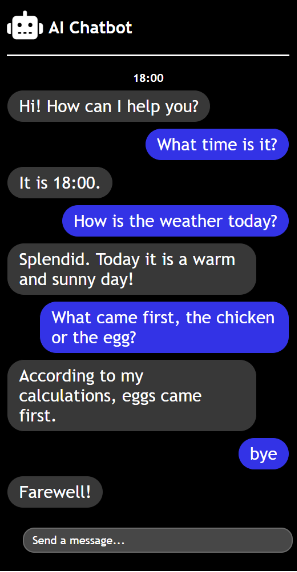 AI Chatbot
18:00
Hi! How can I help you?
What time is it?
It is 18:00.
How is the weather today?
Splendid. Today it is a warm
and sunny day!
What came first, the chicken
or the egg?
According to my
calculations, eggs came
first.
bye
Farewell!
Send a message...